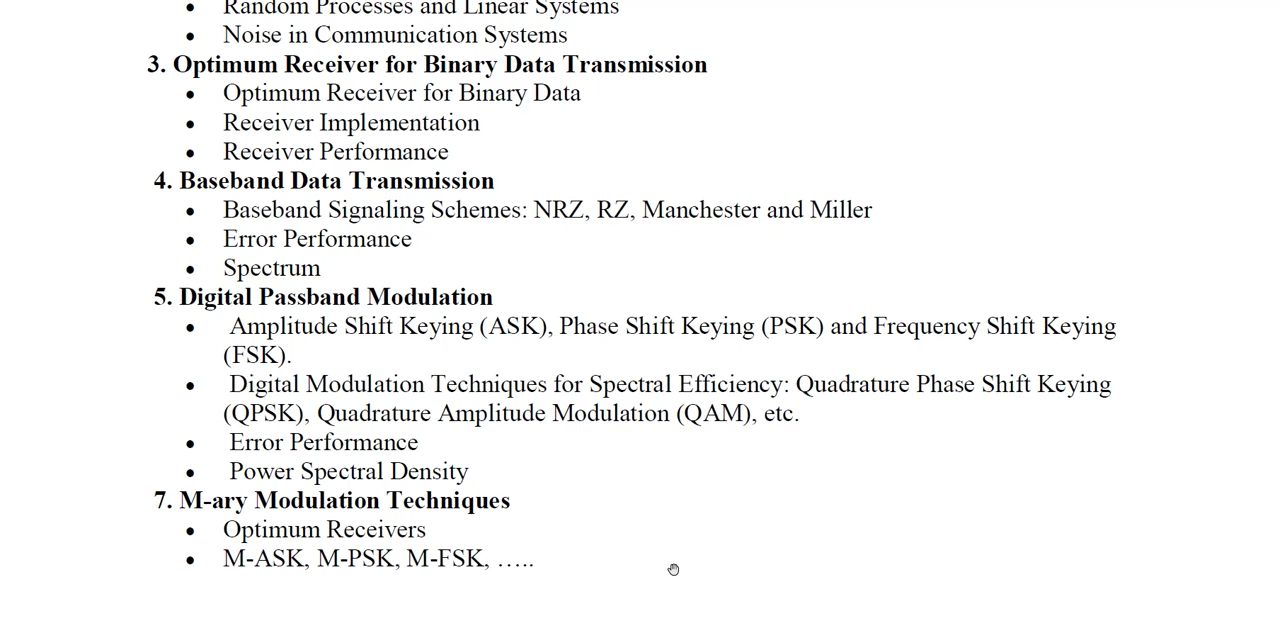 • Random Processes and Linear Systems
• Noise in Communication Systems
3. Optimum Receiver for Binary Data Transmission
• Optimum Receiver for Binary Data
• Receiver Implementation
• Receiver Performance
4. Baseband Data Transmission
• Baseband Signaling Schemes: NRZ, RZ, Manchester and Miller
• Error Performance
• Spectrum
5. Digital Passband Modulation
• Amplitude Shift Keying (ASK), Phase Shift Keying (PSK) and Frequency Shift Keying
(FSK).
• Digital Modulation Techniques for Spectral Efficiency: Quadrature Phase Shift Keying
(QPSK), Quadrature Amplitude Modulation (QAM), etc.
• Error Performance
• Power Spectral Density
7. M-ary Modulation Techniques
• Optimum Receivers
• M-ASK, M-PSK, M-FSK, …..